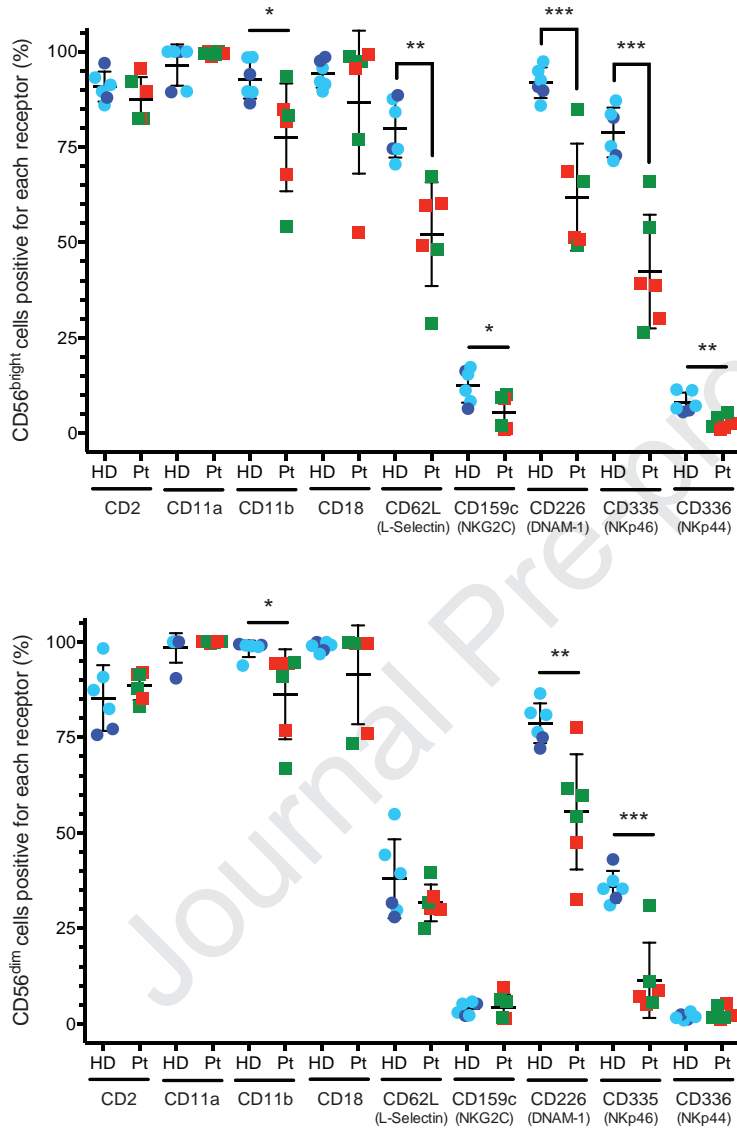 *** ***
* **
100
75
50
* **
25
0
CD56bright cells positive for each receptor (%)
HD Pt HD Pt HD Pt HD Pt HD Pt HD Pt HD Pt HD Pt HD Pt
CD2 CD11a CD11b CD18 CD62L CD159c CD226 CD335 CD336
(L-Selectin) (NKG2C) (DNAM-1) (NKp46) (NKp44)
Journal Pre-pro
*
100
**
75
50
***
25
0
CD56dim cells positive for each receptor (%)
HD Pt HD Pt HD Pt HD Pt HD Pt HD Pt HD Pt HD Pt HD Pt
CD2 CD11a CD11b CD18 CD62L CD159c CD226 CD335 CD336
(L-Selectin) (NKG2C) (DNAM-1) (NKp46) (NKp44)